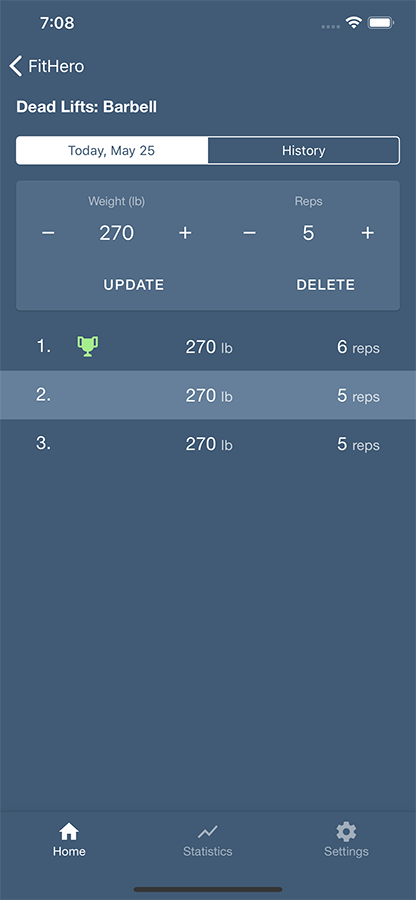 7:08
FitHero
Dead Lifts: Barbell
Today, May 25 History
Weight (lb) Reps
− 270 + − 5 +
UPDATE DELETE
1. 270 lb 6 reps
2. 270 lb 5 reps
3. 270 lb 5 reps
Home Statistics Settings